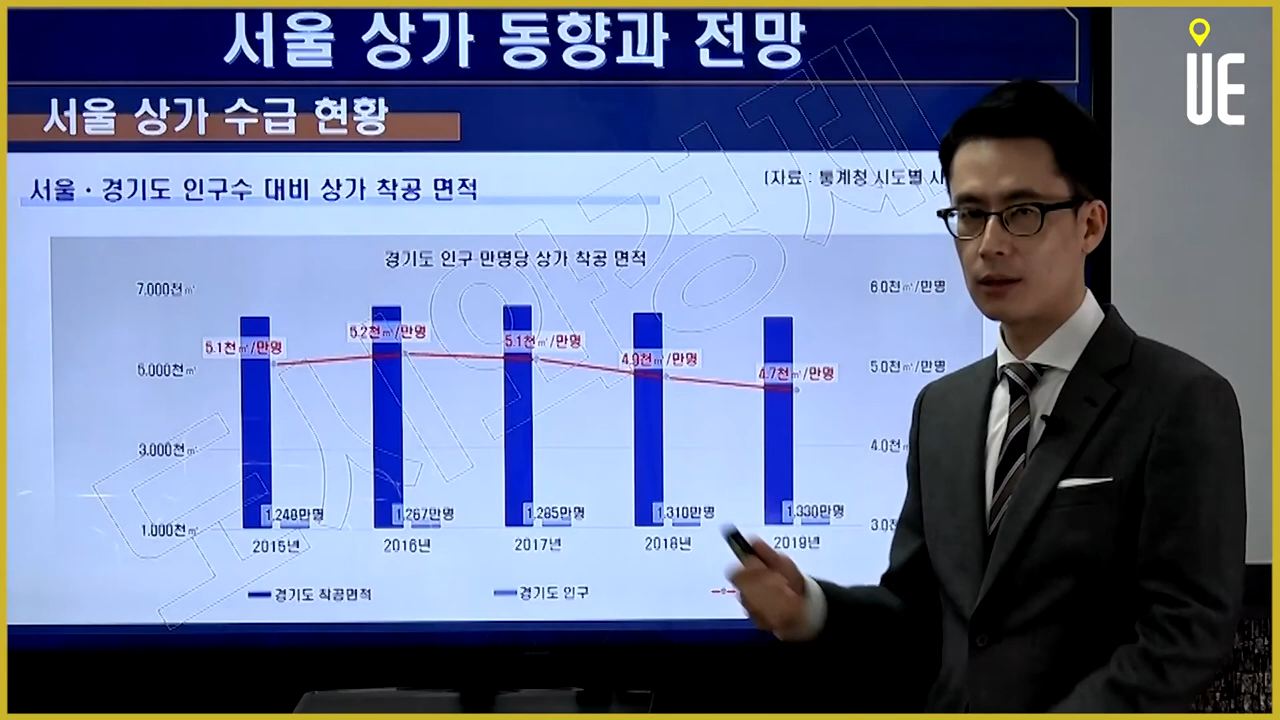 서울 상가 동향과 전망
UE
서울 상가 수급 현황
서울·경기도 인구수 대비 상가 착공 면적
[자료 : 통계청 시도별
경기도 인구 만명당 상가 착공 면적
7.000천㎡
6.0천㎡/만명
5.1천㎡/만명
5.2천㎡/만명
5.1천㎡/만명
4.9천㎡/만명
4.7천㎡/만명
5.000천㎡
5.0천㎡/만명
3.000천㎡
4.0천㎡
1.000천㎡
1.248만명
1.267만명
1.285만명
1.310만명
1.330만명
3.0천
2015년
2016년
2017년
2018년
2019년
경기도 착공면적
경기도 인구
도시와경제